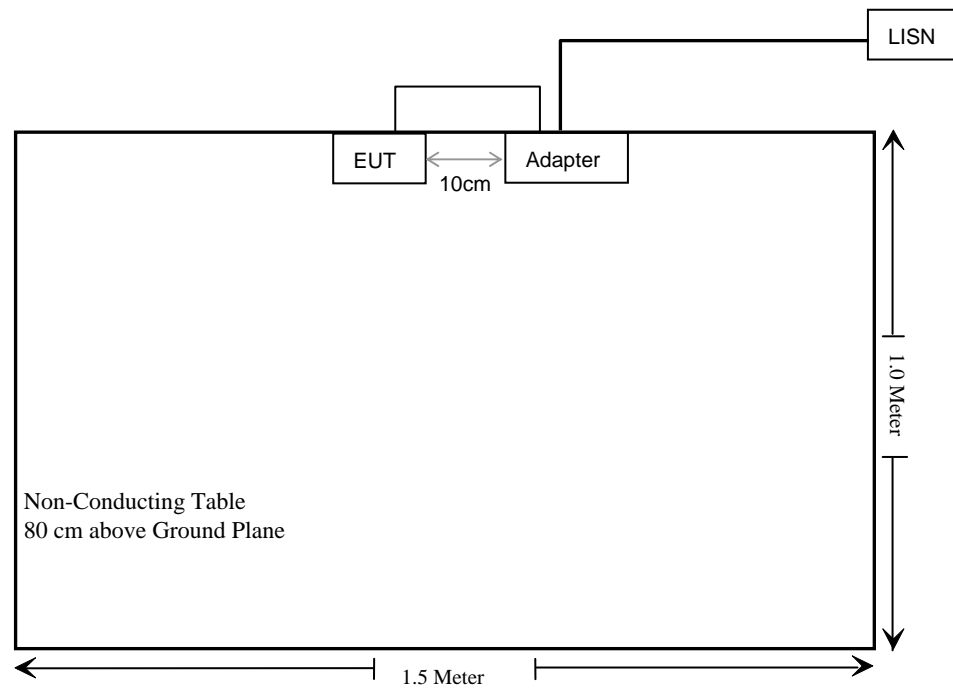 LISN
EUT
Adapter
10cm
1.0 Meter
Non-Conducting Table
80 cm above Ground Plane
1.5 Meter